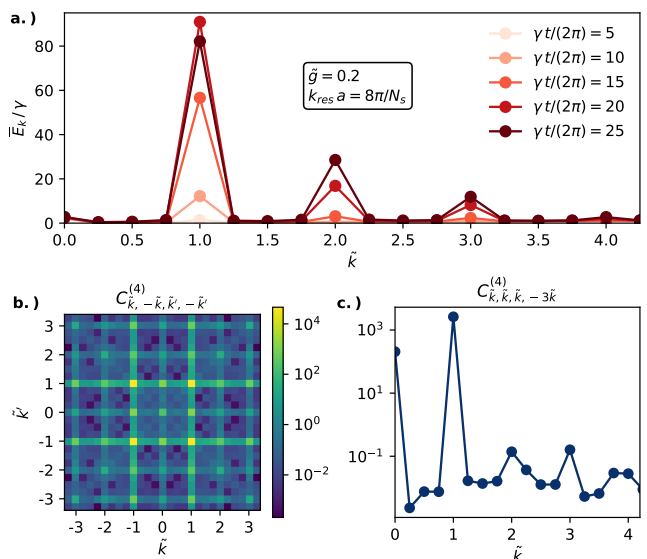 a.)
80
60
40
20
0
Ē_k / γ
0.0 0.5 1.0 1.5 2.0 2.5 3.0 3.5 4.0
k̃
g̃ = 0.2
k_{res} a = 8π/N_s
γ t/(2π) = 5
γ t/(2π) = 10
γ t/(2π) = 15
γ t/(2π) = 20
γ t/(2π) = 25
b.)
C^{(4)}_{k̃, −k̃, k̃′, −k̃′}
3
2
1
0
-1
-2
-3
k̃′
-3 -2 -1 0 1 2 3
k̃
10^4
10^2
10^0
10^{−2}
c.)
C^{(4)}_{k̃, k̃, k̃, −3k̃}
10^3
10^1
10^{−1}
0 1 2 3 4
k̃